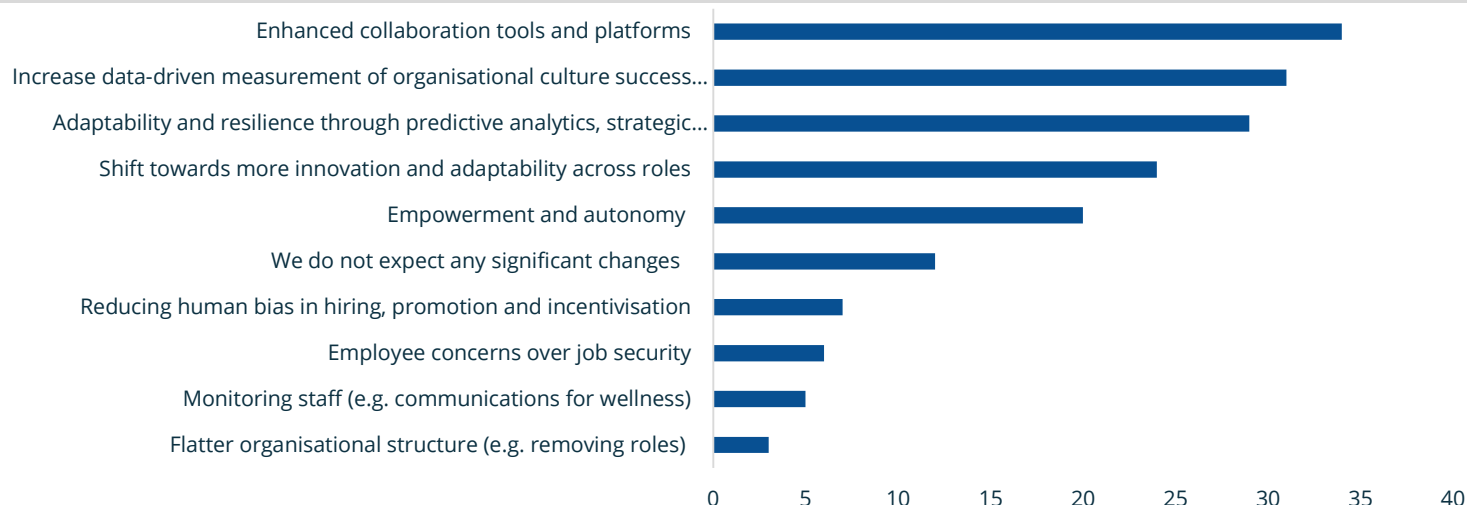 Enhanced collaboration tools and platforms
Increase data-driven measurement of organisational culture success...
Adaptability and resilience through predictive analytics, strategic...
Shift towards more innovation and adaptability across roles
Empowerment and autonomy
We do not expect any significant changes
Reducing human bias in hiring, promotion and incentivisation
Employee concerns over job security
Monitoring staff (e.g. communications for wellness)
Flatter organisational structure (e.g. removing roles)
0 5 10 15 20 25 30 35 40